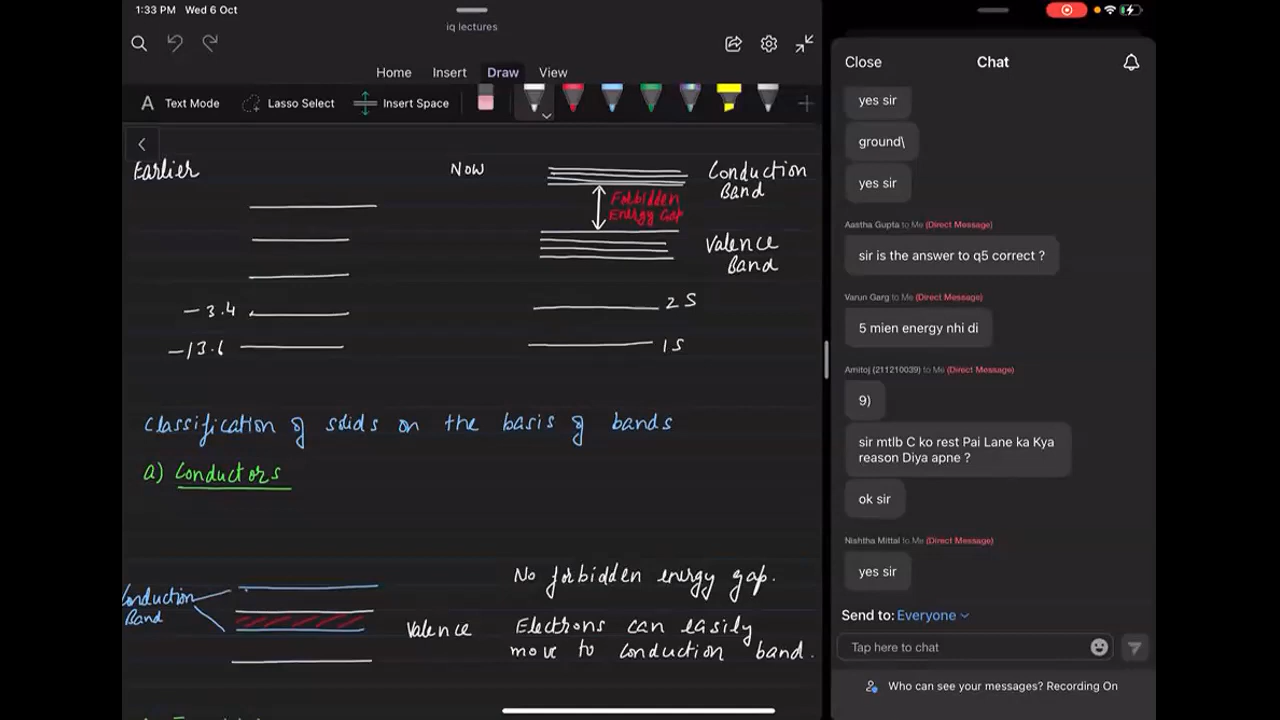 1:33 PM Wed 6 Oct
iq lectures
Home Insert Draw View
Text Mode Lasso Select Insert Space
Earlier
Now
Conduction
Band
Forbidden
Energy Gap
Valence
Band
-3.4
2S
-13.6
1S
Classification of solids on the basis of bands
a) Conductors
Conduction
Band
Valence
No forbidden energy gap.
Electrons can easily
move to conduction band.
Close Chat
yes sir
ground\
yes sir
Aastha Gupta to Me (Direct Message)
sir is the answer to q5 correct ?
Varun Garg to Me (Direct Message)
5 mien energy nhi di
Amitoj (211210039) to Me (Direct Message)
9)
sir mtlb C ko rest Pai Lane ka Kya
reason Diya apne ?
ok sir
Nishtha Mittal to Me (Direct Message)
yes sir
Send to: Everyone
Tap here to chat
Who can see your messages? Recording On